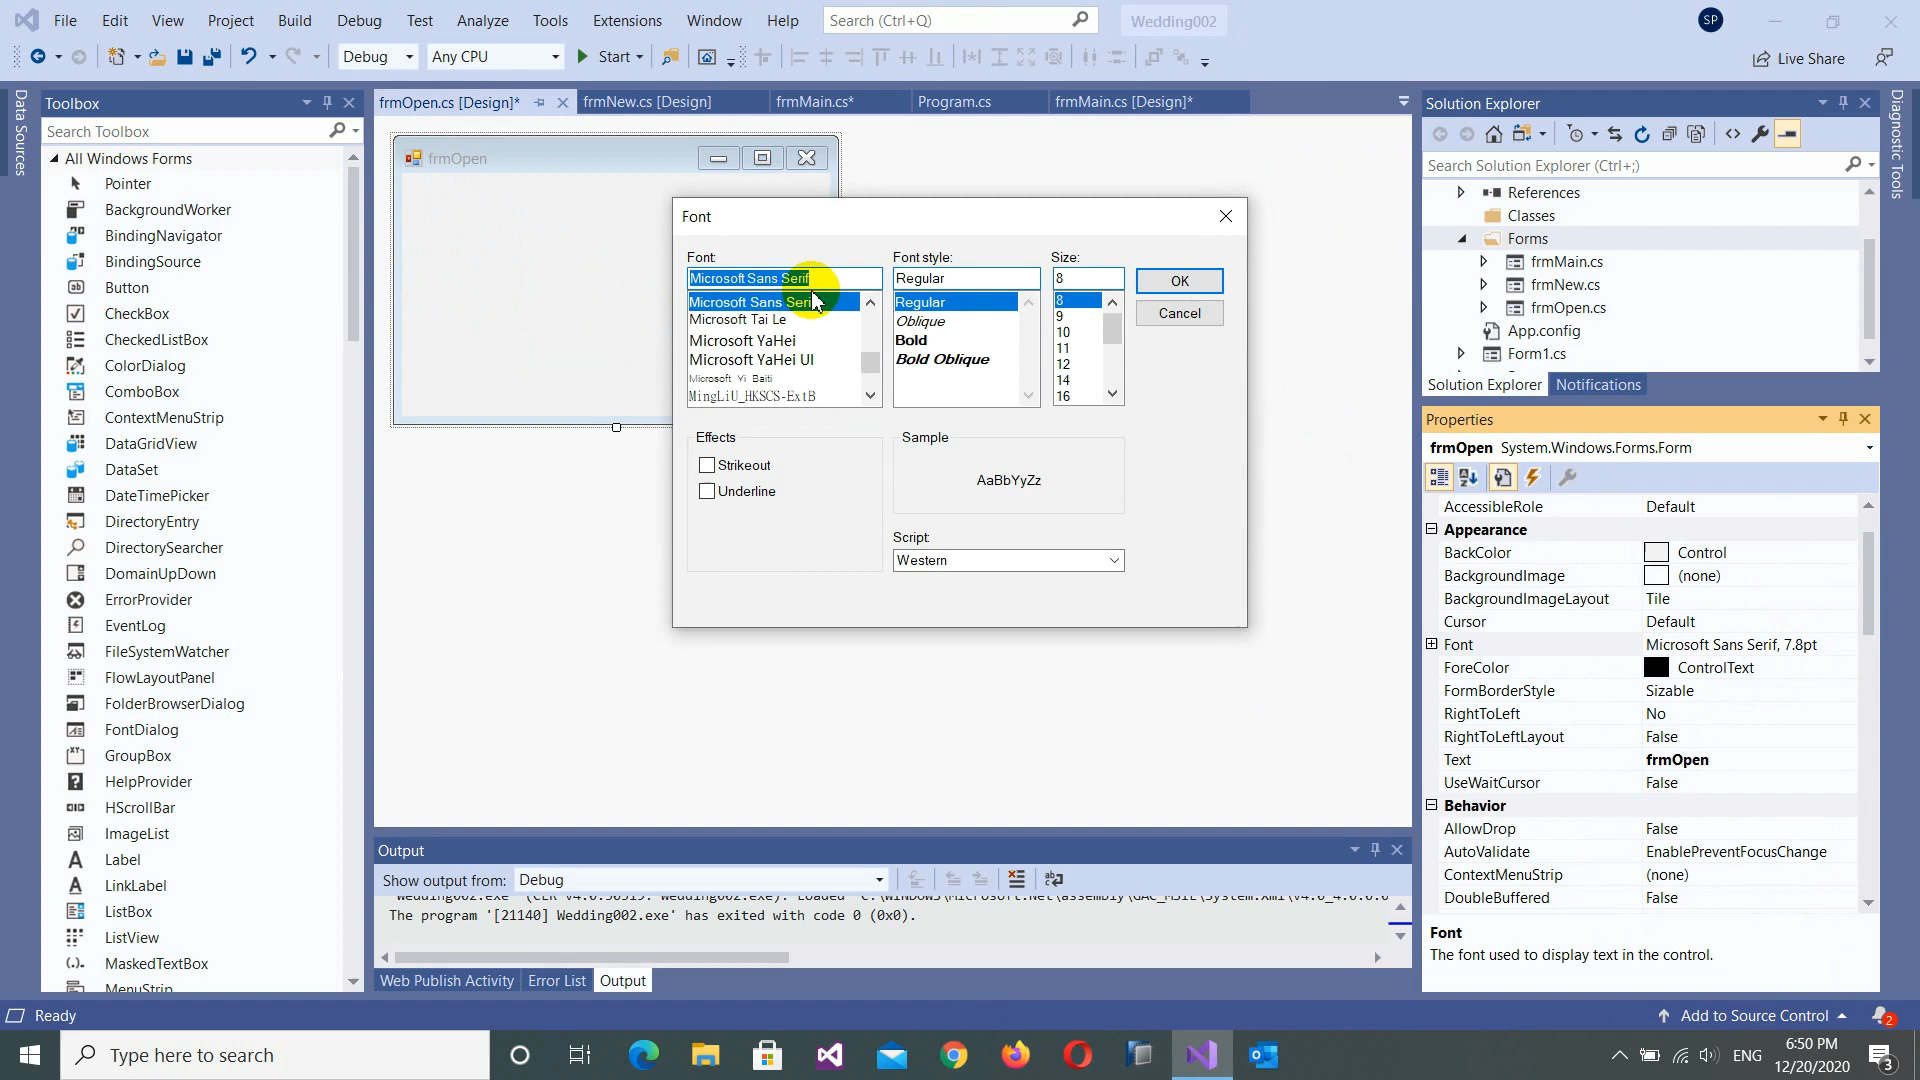 File Edit View Project Build Debug Test Analyze Tools Extensions Window Help Search (Ctrl+Q) Wedding002 SP
Debug Any CPU Start Live Share
Data Sources
Toolbox
Search Toolbox
All Windows Forms
Pointer
BackgroundWorker
BindingNavigator
BindingSource
Button
CheckBox
CheckedListBox
ColorDialog
ComboBox
ContextMenuStrip
DataGridView
DataSet
DateTimePicker
DirectoryEntry
DirectorySearcher
DomainUpDown
ErrorProvider
EventLog
FileSystemWatcher
FlowLayoutPanel
FolderBrowserDialog
FontDialog
GroupBox
HelpProvider
HScrollBar
ImageList
Label
LinkLabel
ListBox
ListView
MaskedTextBox
MenuStrip
frmOpen.cs [Design]* frmNew.cs [Design] frmMain.cs* Program.cs frmMain.cs [Design]*
frmOpen
Font
Font: Font style: Size:
Microsoft Sans Serif Regular 8 OK
Microsoft Sans Serif
Microsoft Tai Le
Microsoft YaHei
Microsoft YaHei UI
Microsoft Yi Baiti
MingLiU_HKSCS-ExtB
Regular
Oblique
Bold
Bold Oblique
8
9
10
11
12
14
16
Cancel
Effects
Strikeout
Underline
Sample
AaBbYyZz
Script:
Western
Output
Show output from: Debug
The program '[21140] Wedding002.exe' has exited with code 0 (0x0).
Web Publish Activity Error List Output
Solution Explorer
Search Solution Explorer (Ctrl+;)
References
Classes
Forms
frmMain.cs
frmNew.cs
frmOpen.cs
App.config
Form1.cs
Solution Explorer Notifications
Diagnostic Tools
Properties
frmOpen System.Windows.Forms.Form
AccessibleRole Default
Appearance
BackColor Control
BackgroundImage (none)
BackgroundImageLayout Tile
Cursor Default
Font Microsoft Sans Serif, 7.8pt
ForeColor ControlText
FormBorderStyle Sizable
RightToLeft No
RightToLeftLayout False
Text frmOpen
UseWaitCursor False
Behavior
AllowDrop False
AutoValidate EnablePreventFocusChange
ContextMenuStrip (none)
DoubleBuffered False
Font
The font used to display text in the control.
Ready Add to Source Control 2
Type here to search ENG 6:50 PM
12/20/2020 3